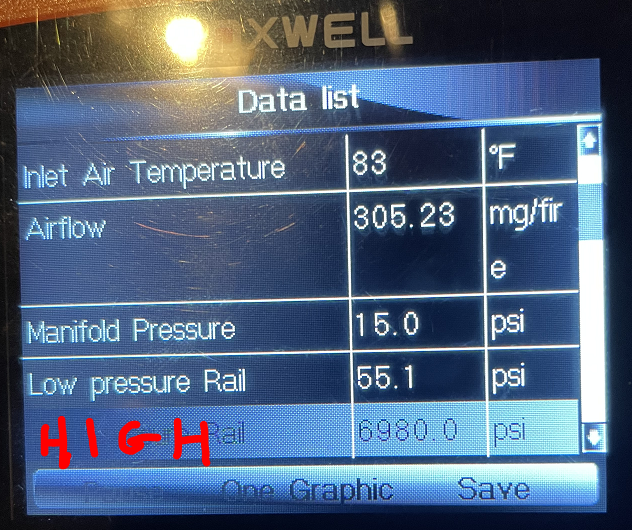 XWELL
Data list
Inlet Air Temperature 83 °F
Airflow 305.23 mg/fir
e
Manifold Pressure 15.0 psi
Low pressure Rail 55.1 psi
HIGH Rail 6980.0 psi
One Graphic Save